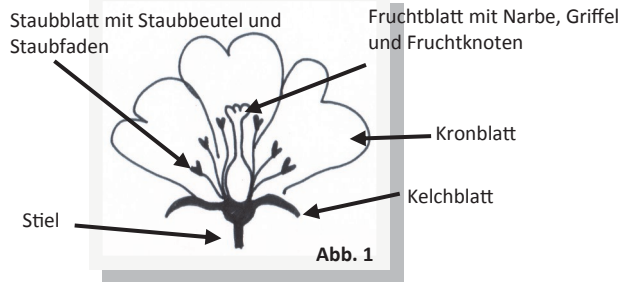 Staubblatt mit Staubbeutel und
Staubfaden
Fruchtblatt mit Narbe, Griffel
und Fruchtknoten
Kronblatt
Kelchblatt
Stiel
Abb. 1